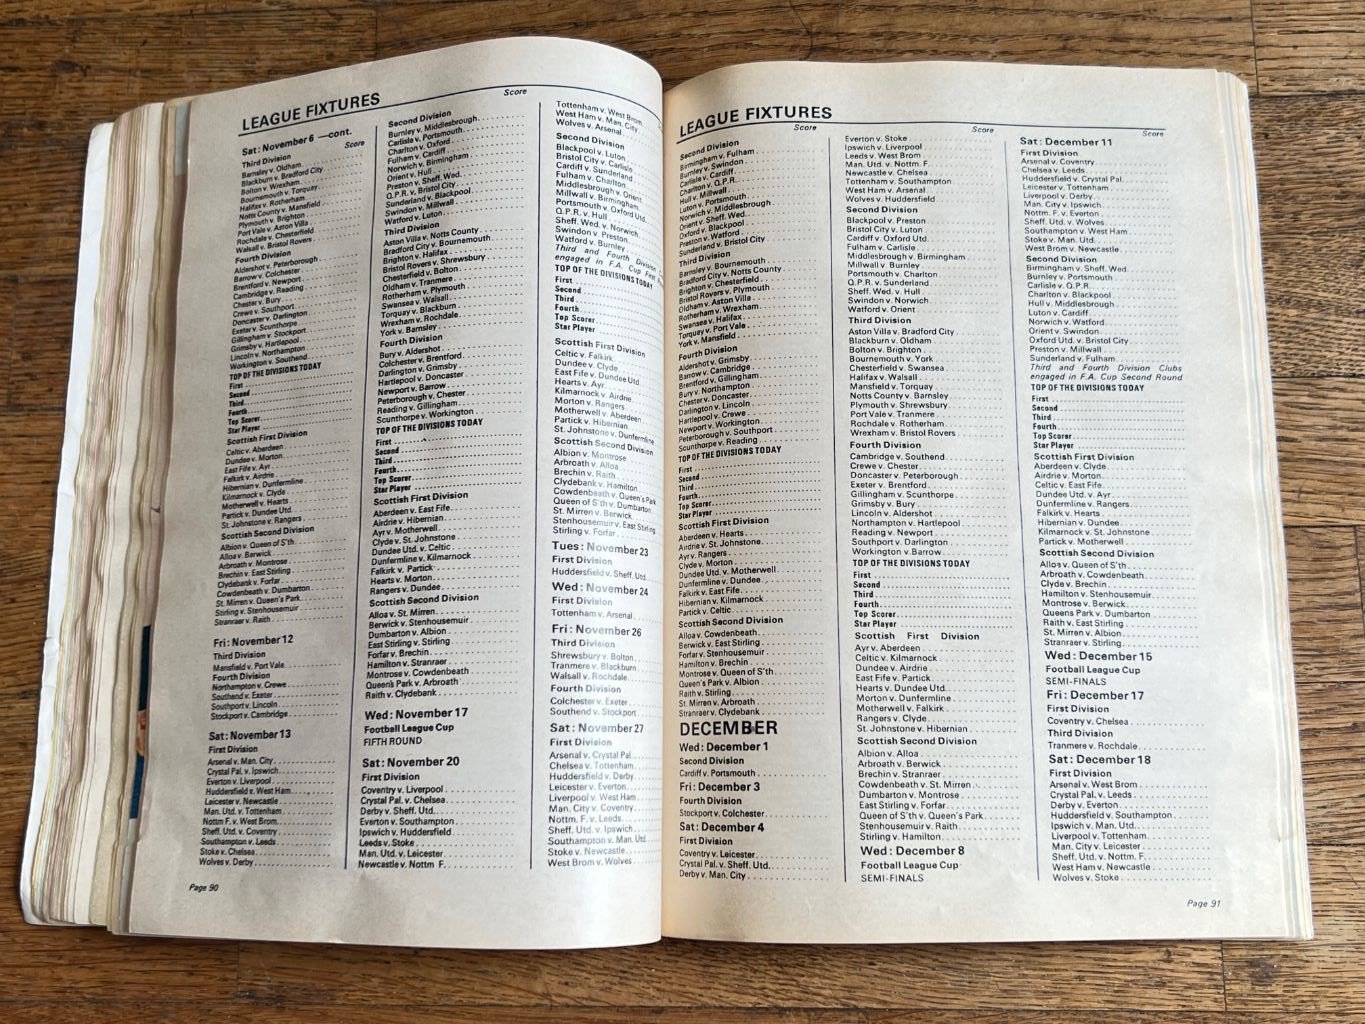 LEAGUE FIXTURES
Score
Sat: November 6 —cont.
Score
Third Division
Barnsley v. Oldham
Blackburn v. Bradford City
Bolton v. Wrexham
Bournemouth v. Torquay
Halifax v. Rotherham
Notts County v. Mansfield
Plymouth v. Brighton
Port Vale v. Aston Villa
Rochdale v. Chesterfield
Walsall v. Bristol Rovers
Fourth Division
Aldershot v. Peterborough
Barrow v. Colchester
Brentford v. Newport
Cambridge v. Reading
Chester v. Bury
Crewe v. Southport
Doncaster v. Darlington
Exeter v. Scunthorpe
Gillingham v. Stockport
Grimsby v. Hartlepool
Lincoln v. Northampton
Workington v. Southend
TOP OF THE DIVISIONS TODAY
First
Second
Third
Fourth
Top Scorer
Star Player
Scottish First Division
Celtic v. Aberdeen
Dundee v. Morton
East Fife v. Ayr
Falkirk v. Airdrie
Hibernian v. Dunfermline
Kilmarnock v. Clyde
Motherwell v. Hearts
Partick v. Dundee Utd.
St. Johnstone v. Rangers
Scottish Second Division
Albion v. Queen of S'th
Alloa v. Berwick
Arbroath v. Montrose
Brechin v. East Stirling
Clydebank v. Forfar
Cowdenbeath v. Dumbarton
St. Mirren v. Queen's Park
Stirling v. Stenhousemuir
Stranraer v. Raith
Fri: November 12
Third Division
Mansfield v. Port Vale
Fourth Division
Northampton v. Crewe
Southend v. Exeter
Southport v. Lincoln
Stockport v. Cambridge
Sat: November 13
First Division
Arsenal v. Man. City
Crystal Pal. v. Ipswich
Everton v. Liverpool
Huddersfield v. West Ham
Leicester v. Newcastle
Man. Utd. v. Tottenham
Nottm F. v. West Brom.
Sheff. Utd. v. Coventry
Southampton v. Leeds
Stoke v. Chelsea
Wolves v. Derby
Page 90
Second Division
Burnley v. Middlesbrough
Carlisle v. Portsmouth
Charlton v. Oxford
Fulham v. Cardiff
Norwich v. Birmingham
Orient v. Hull
Preston v. Sheff. Wed.
Q.P.R. v. Bristol City
Sunderland v. Blackpool
Swindon v. Millwall
Watford v. Luton
Third Division
Aston Villa v. Notts County
Bradford City v. Bournemouth
Brighton v. Halifax
Bristol Rovers v. Shrewsbury
Chesterfield v. Bolton
Oldham v. Tranmere
Rotherham v. Plymouth
Swansea v. Walsall
Torquay v. Blackburn
Wrexham v. Rochdale
York v. Barnsley
Fourth Division
Bury v. Aldershot
Colchester v. Brentford
Darlington v. Grimsby
Hartlepool v. Doncaster
Newport v. Barrow
Peterborough v. Chester
Reading v. Gillingham
Scunthorpe v. Workington
TOP OF THE DIVISIONS TODAY
First
Second
Third
Fourth
Top Scorer
Star Player
Scottish First Division
Aberdeen v. East Fife
Airdrie v. Hibernian
Ayr v. Motherwell
Clyde v. St. Johnstone
Dundee Utd. v. Celtic
Dunfermline v. Kilmarnock
Falkirk v. Partick
Hearts v. Morton
Rangers v. Dundee
Scottish Second Division
Alloa v. St. Mirren
Berwick v. Stenhousemuir
Dumbarton v. Albion
East Stirling v. Stirling
Forfar v. Brechin
Hamilton v. Stranraer
Montrose v. Cowdenbeath
Queen's Park v. Arbroath
Raith v. Clydebank
Wed: November 17
Football League Cup
FIFTH ROUND
Sat: November 20
First Division
Coventry v. Liverpool
Crystal Pal. v. Chelsea
Derby v. Sheff. Utd.
Everton v. Southampton
Ipswich v. Huddersfield
Leeds v. Stoke
Man. Utd. v. Leicester
Newcastle v. Nottm F.
Tottenham v. West Brom
West Ham v. Man. City
Wolves v. Arsenal
Second Division
Blackpool v. Luton
Bristol City v. Carlisle
Cardiff v. Sunderland
Fulham v. Charlton
Middlesbrough v. Orient
Millwall v. Birmingham
Portsmouth v. Oxford Utd.
Q.P.R. v. Hull
Sheff. Wed. v. Norwich
Swindon v. Preston
Watford v. Burnley
Third and Fourth Division
engaged in F.A. Cup First
TOP OF THE DIVISIONS TODAY
First
Second
Third
Fourth
Top Scorer
Star Player
Scottish First Division
Celtic v. Falkirk
Dundee v. Clyde
East Fife v. Dundee Utd
Hearts v. Ayr
Kilmarnock v. Airdrie
Morton v. Rangers
Motherwell v. Aberdeen
Partick v. Hibernian
St. Johnstone v. Dunfermline
Scottish Second Division
Albion v. Montrose
Arbroath v. Alloa
Brechin v. Raith
Clydebank v. Hamilton
Cowdenbeath v. Queen's Park
Queen of S'th v. Dumbarton
St. Mirren v. Berwick
Stenhousemuir v. East Stirling
Stirling v. Forfar
Tues: November 23
First Division
Huddersfield v. Sheff. Utd.
Wed: November 24
First Division
Tottenham v. Arsenal
Fri: November 26
Third Division
Shrewsbury v. Bolton
Tranmere v. Blackburn
Walsall v. Rochdale
Fourth Division
Colchester v. Exeter
Southend v. Stockport
Sat: November 27
First Division
Arsenal v. Crystal Pal.
Chelsea v. Tottenham
Huddersfield v. Derby
Leicester v. Everton
Liverpool v. West Ham
Man. City v. Coventry
Nottm. F. v. Leeds
Sheff. Utd. v. Ipswich
Southampton v. Man. Utd
Stoke v. Newcastle
West Brom v. Wolves
LEAGUE FIXTURES
Score
Second Division
Birmingham v. Fulham
Burnley v. Swindon
Carlisle v. Cardiff
Charlton v. Q.P.R.
Hull v. Millwall
Luton v. Portsmouth
Norwich v. Middlesbrough
Orient v. Sheff. Wed.
Oxford v. Blackpool
Preston v. Watford
Sunderland v. Bristol City
Third Division
Barnsley v. Bournemouth
Bradford City v. Notts County
Brighton v. Chesterfield
Bristol Rovers v. Plymouth
Oldham v. Aston Villa
Rotherham v. Wrexham
Swansea v. Halifax
Torquay v. Port Vale
York v. Mansfield
Fourth Division
Aldershot v. Grimsby
Barrow v. Cambridge
Brentford v. Gillingham
Bury v. Northampton
Chester v. Doncaster
Darlington v. Lincoln
Hartlepool v. Crewe
Newport v. Workington
Peterborough v. Southport
Scunthorpe v. Reading
TOP OF THE DIVISIONS TODAY
First
Second
Third
Fourth
Top Scorer
Star Player
Scottish First Division
Aberdeen v. Hearts
Airdrie v. St. Johnstone
Ayr v. Rangers
Clyde v. Morton
Dundee Utd v. Motherwell
Dunfermline v. Dundee
Falkirk v. East Fife
Hibernian v. Kilmarnock
Partick v. Celtic
Scottish Second Division
Alloa v. Cowdenbeath
Berwick v. East Stirling
Forfar v. Stenhousemuir
Hamilton v. Brechin
Montrose v. Queen of S'th
Queen's Park v. Albion
Raith v. Stirling
St. Mirren v. Arbroath
Stranraer v. Clydebank
DECEMBER
Wed: December 1
Second Division
Cardiff v. Portsmouth
Fri: December 3
Fourth Division
Stockport v. Colchester
Sat: December 4
First Division
Coventry v. Leicester
Crystal Pal. v. Sheff. Utd.
Derby v. Man. City
Score
Everton v. Stoke
Ipswich v. Liverpool
Leeds v. West Brom
Man. Utd. v. Nottm. F.
Newcastle v. Chelsea
Tottenham v. Southampton
West Ham v. Arsenal
Wolves v. Huddersfield
Second Division
Blackpool v. Preston
Bristol City v. Luton
Cardiff v. Oxford Utd.
Fulham v. Carlisle
Middlesbrough v. Birmingham
Millwall v. Burnley
Portsmouth v. Charlton
Q.P.R. v. Sunderland
Sheff. Wed. v. Hull
Swindon v. Norwich
Watford v. Orient
Third Division
Aston Villa v. Bradford City
Blackburn v. Oldham
Bolton v. Brighton
Bournemouth v. York
Chesterfield v. Swansea
Halifax v. Walsall
Mansfield v. Torquay
Notts County v. Barnsley
Plymouth v. Shrewsbury
Port Vale v. Tranmere
Rochdale v. Rotherham
Wrexham v. Bristol Rovers
Fourth Division
Cambridge v. Southend
Crewe v. Chester
Doncaster v. Peterborough
Exeter v. Brentford
Gillingham v. Scunthorpe
Grimsby v. Bury
Lincoln v. Aldershot
Northampton v. Hartlepool
Reading v. Newport
Southport v. Darlington
Workington v. Barrow
TOP OF THE DIVISIONS TODAY
First
Second
Third
Fourth
Top Scorer
Star Player
Scottish First Division
Ayr v. Aberdeen
Celtic v. Kilmarnock
Dundee v. Airdrie
East Fife v. Partick
Hearts v. Dundee Utd.
Morton v. Dunfermline
Motherwell v. Falkirk
Rangers v. Clyde
St. Johnstone v. Hibernian
Scottish Second Division
Albion v. Alloa
Arbroath v. Berwick
Brechin v. Stranraer
Cowdenbeath v. St. Mirren
Dumbarton v. Montrose
East Stirling v. Forfar
Queen of S'th v. Queen's Park
Stenhousemuir v. Raith
Stirling v. Hamilton
Wed: December 8
Football League Cup
SEMI-FINALS
Score
Sat: December 11
First Division
Arsenal v. Coventry
Chelsea v. Leeds
Huddersfield v. Crystal Pal.
Leicester v. Tottenham
Liverpool v. Derby
Man. City v. Ipswich
Nottm. F. v. Everton
Sheff. Utd. v. Wolves
Southampton v. West Ham
Stoke v. Man. Utd.
West Brom v. Newcastle
Second Division
Birmingham v. Sheff. Wed.
Burnley v. Portsmouth
Carlisle v. Q.P.R.
Charlton v. Blackpool
Hull v. Middlesbrough
Luton v. Cardiff
Norwich v. Watford
Orient v. Swindon
Oxford Utd v. Bristol City
Preston v. Millwall
Sunderland v. Fulham
Third and Fourth Division Clubs
engaged in F.A. Cup Second Round
TOP OF THE DIVISIONS TODAY
First
Second
Third
Fourth
Top Scorer
Star Player
Scottish First Division
Aberdeen v. Clyde
Airdrie v. Morton
Celtic v. East Fife
Dundee Utd v. Ayr
Dunfermline v. Rangers
Falkirk v. Hearts
Hibernian v. Dundee
Kilmarnock v. St. Johnstone
Partick v. Motherwell
Scottish Second Division
Alloa v. Queen of S'th
Arbroath v. Cowdenbeath
Clyde v. Brechin
Hamilton v. Stenhousemuir
Montrose v. Berwick
Queens Park v. Dumbarton
Raith v. East Stirling
St. Mirren v. Albion
Stranraer v. Stirling
Wed: December 15
Football League Cup
SEMI-FINALS
Fri: December 17
First Division
Coventry v. Chelsea
Third Division
Tranmere v. Rochdale
Sat: December 18
First Division
Arsenal v. West Brom
Crystal Pal. v. Leeds
Derby v. Everton
Huddersfield v. Southampton
Ipswich v. Man. Utd
Liverpool v. Tottenham
Man. City v. Leicester
Sheff. Utd. v. Nottm. F.
West Ham v. Newcastle
Wolves v. Stoke
Page 91